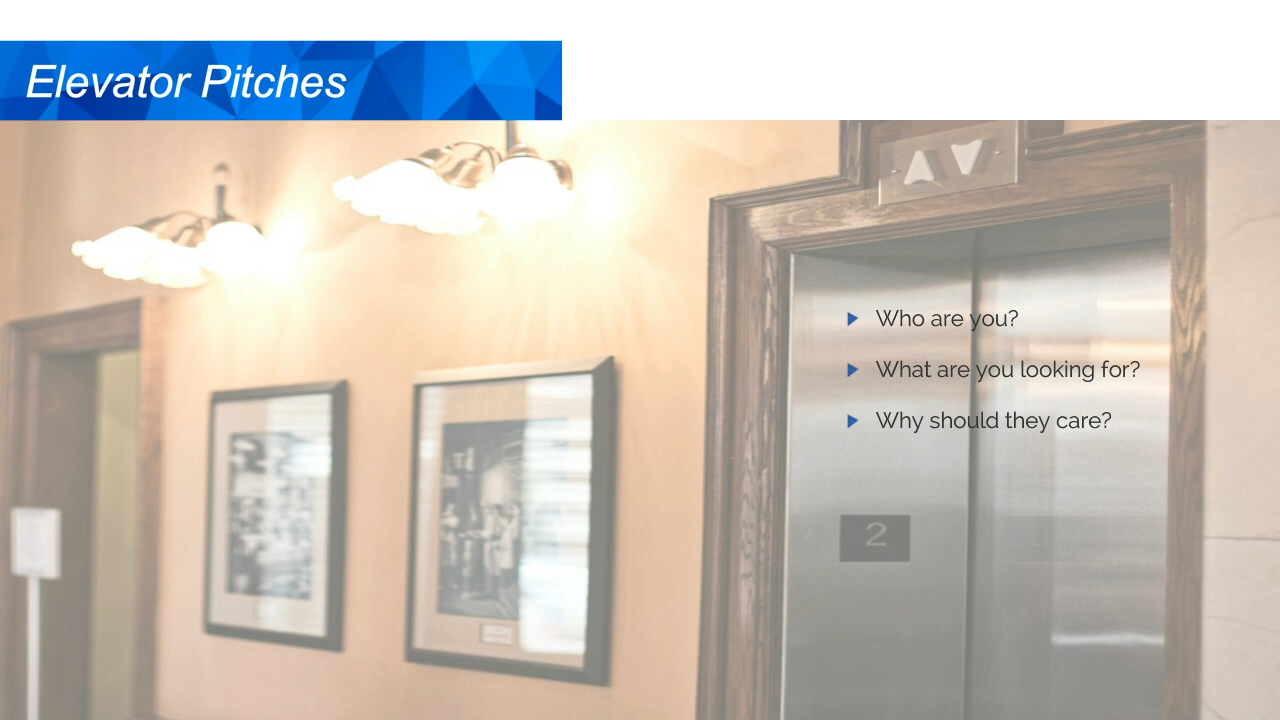 Elevator Pitches
Who are you?
What are you looking for?
Why should they care?
2